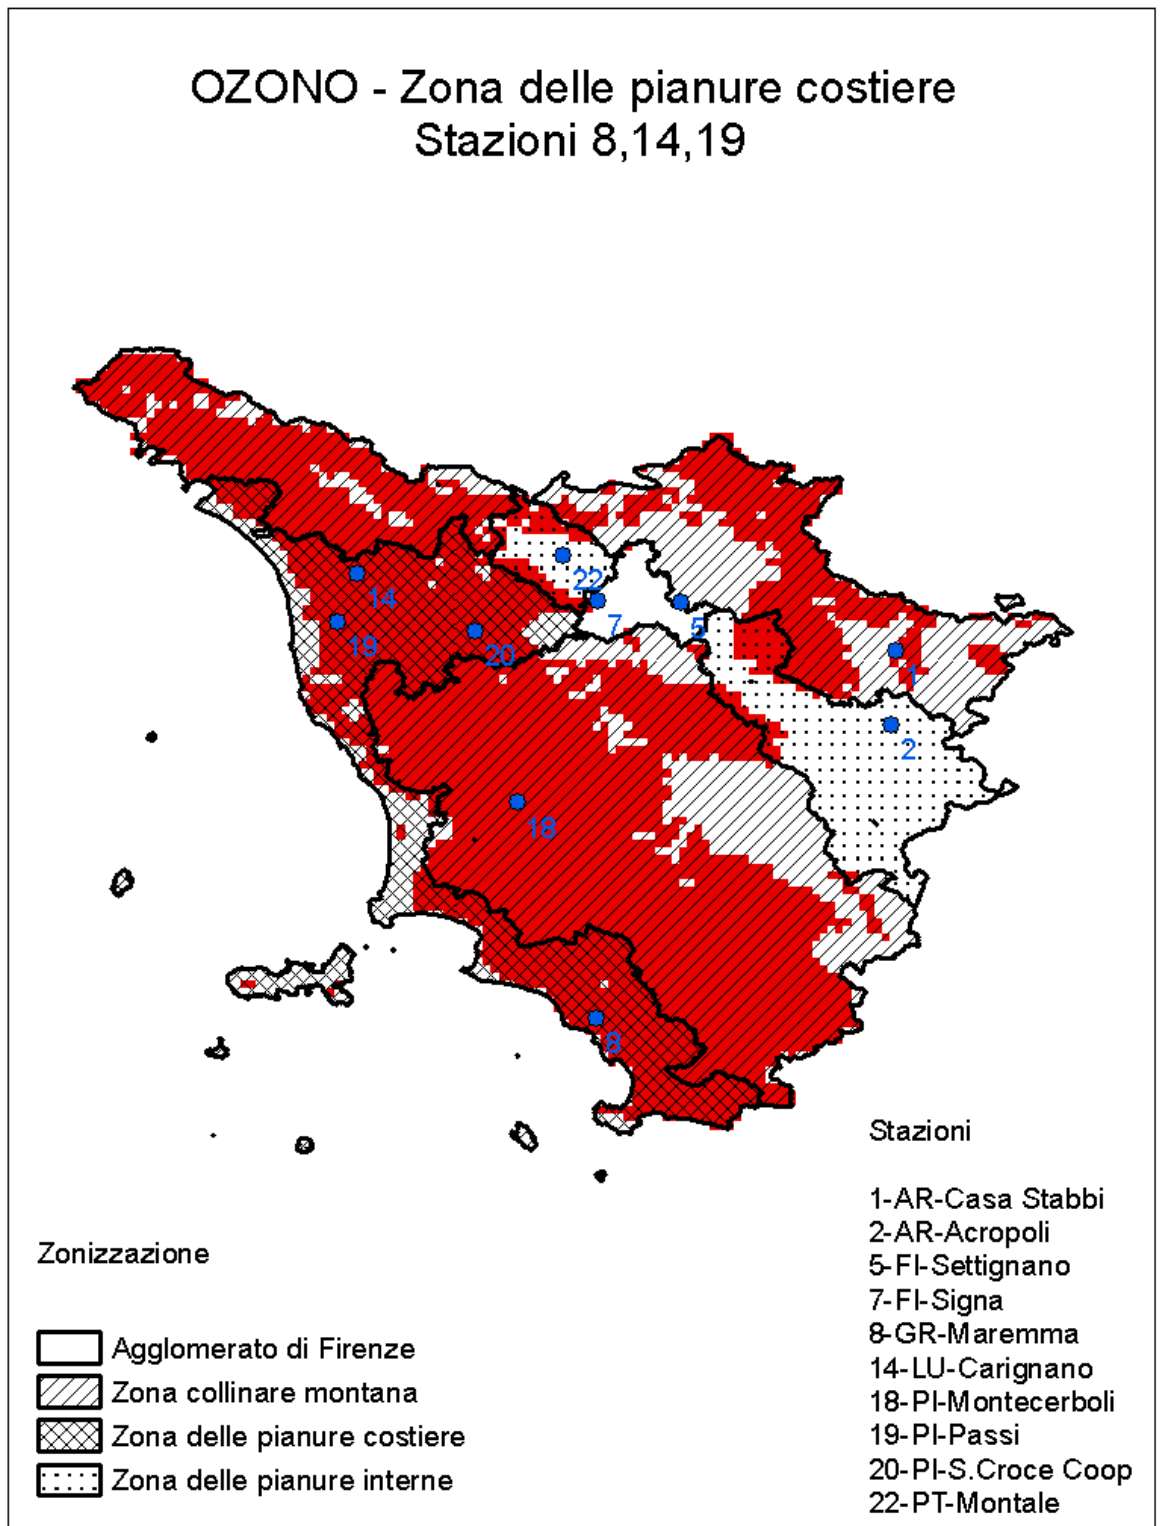 OZONO - Zona delle pianure costiere
Stazioni 8,14,19
22
14
7
5
19
20
1
2
18
8
Stazioni
1-AR-Casa Stabbi
2-AR-Acropoli
5-FI-Settignano
7-FI-Signa
8-GR-Maremma
14-LU-Carignano
18-PI-Montecerboli
19-PI-Passi
20-PI-S.Croce Coop
22-PT-Montale
Zonizzazione
Agglomerato di Firenze
Zona collinare montana
Zona delle pianure costiere
Zona delle pianure interne